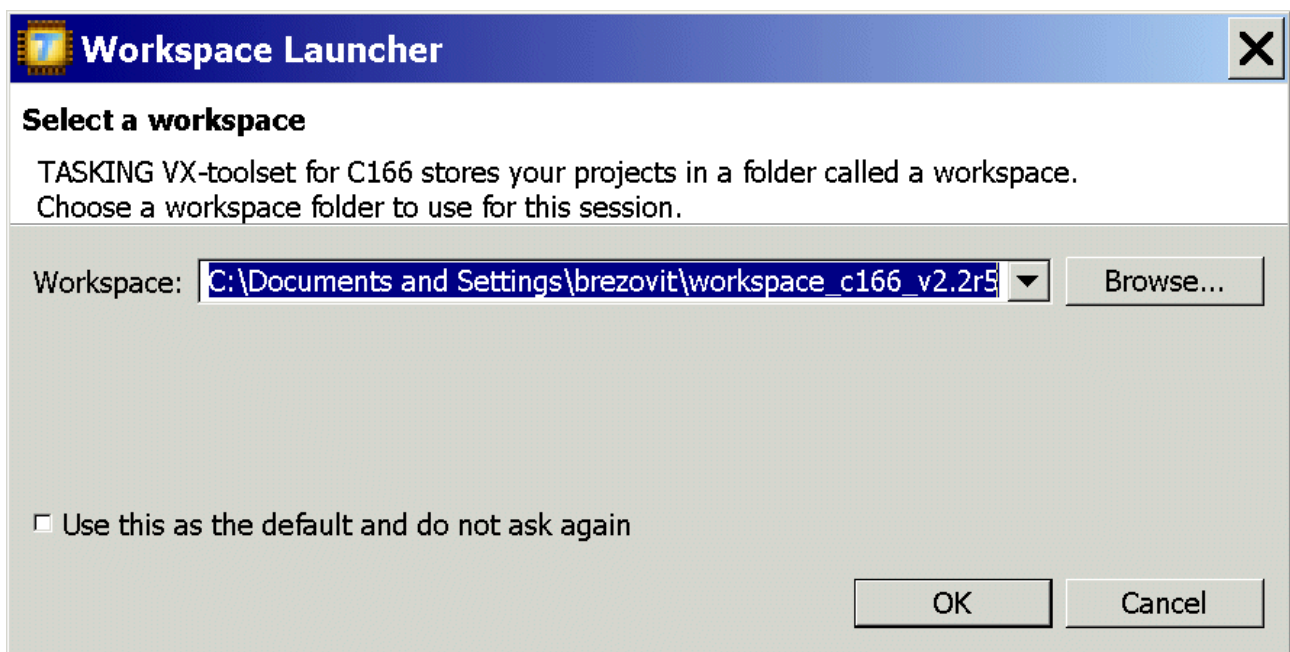 Workspace Launcher
Select a workspace
TASKING VX-toolset for C166 stores your projects in a folder called a workspace.
Choose a workspace folder to use for this session.
Workspace: C:\Documents and Settings\brezovit\workspace_c166_v2.2r5 Browse...
Use this as the default and do not ask again
OK Cancel